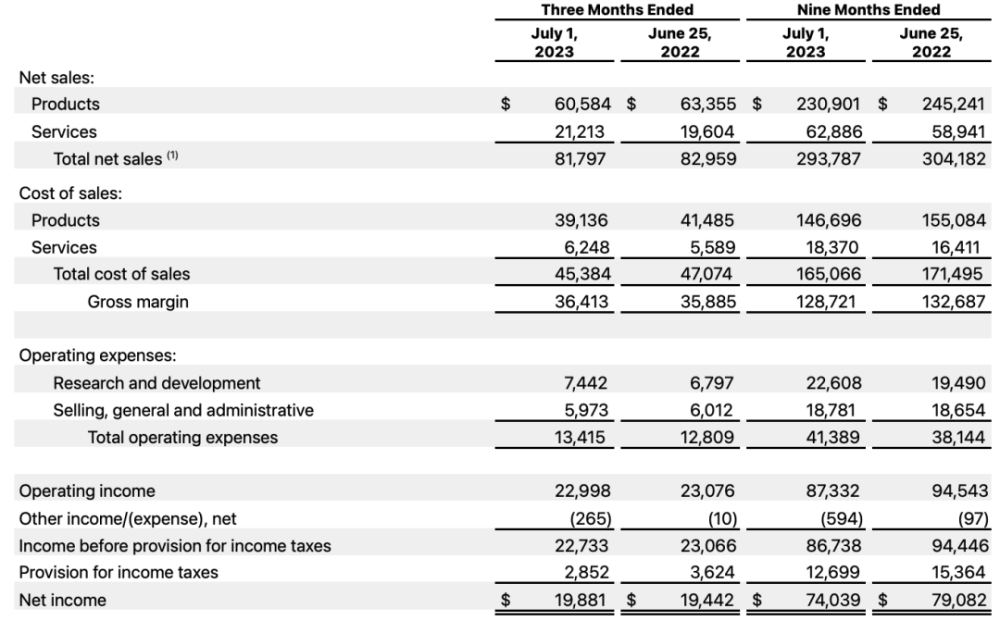 Three Months Ended Nine Months Ended
July 1, 2023 June 25, 2022 July 1, 2023 June 25, 2022
Net sales:
Products $ 60,584 $ 63,355 $ 230,901 $ 245,241
Services 21,213 19,604 62,886 58,941
Total net sales (1) 81,797 82,959 293,787 304,182
Cost of sales:
Products 39,136 41,485 146,696 155,084
Services 6,248 5,589 18,370 16,411
Total cost of sales 45,384 47,074 165,066 171,495
Gross margin 36,413 35,885 128,721 132,687
Operating expenses:
Research and development 7,442 6,797 22,608 19,490
Selling, general and administrative 5,973 6,012 18,781 18,654
Total operating expenses 13,415 12,809 41,389 38,144
Operating income 22,998 23,076 87,332 94,543
Other income/(expense), net (265) (10) (594) (97)
Income before provision for income taxes 22,733 23,066 86,738 94,446
Provision for income taxes 2,852 3,624 12,699 15,364
Net income $ 19,881 $ 19,442 $ 74,039 $ 79,082